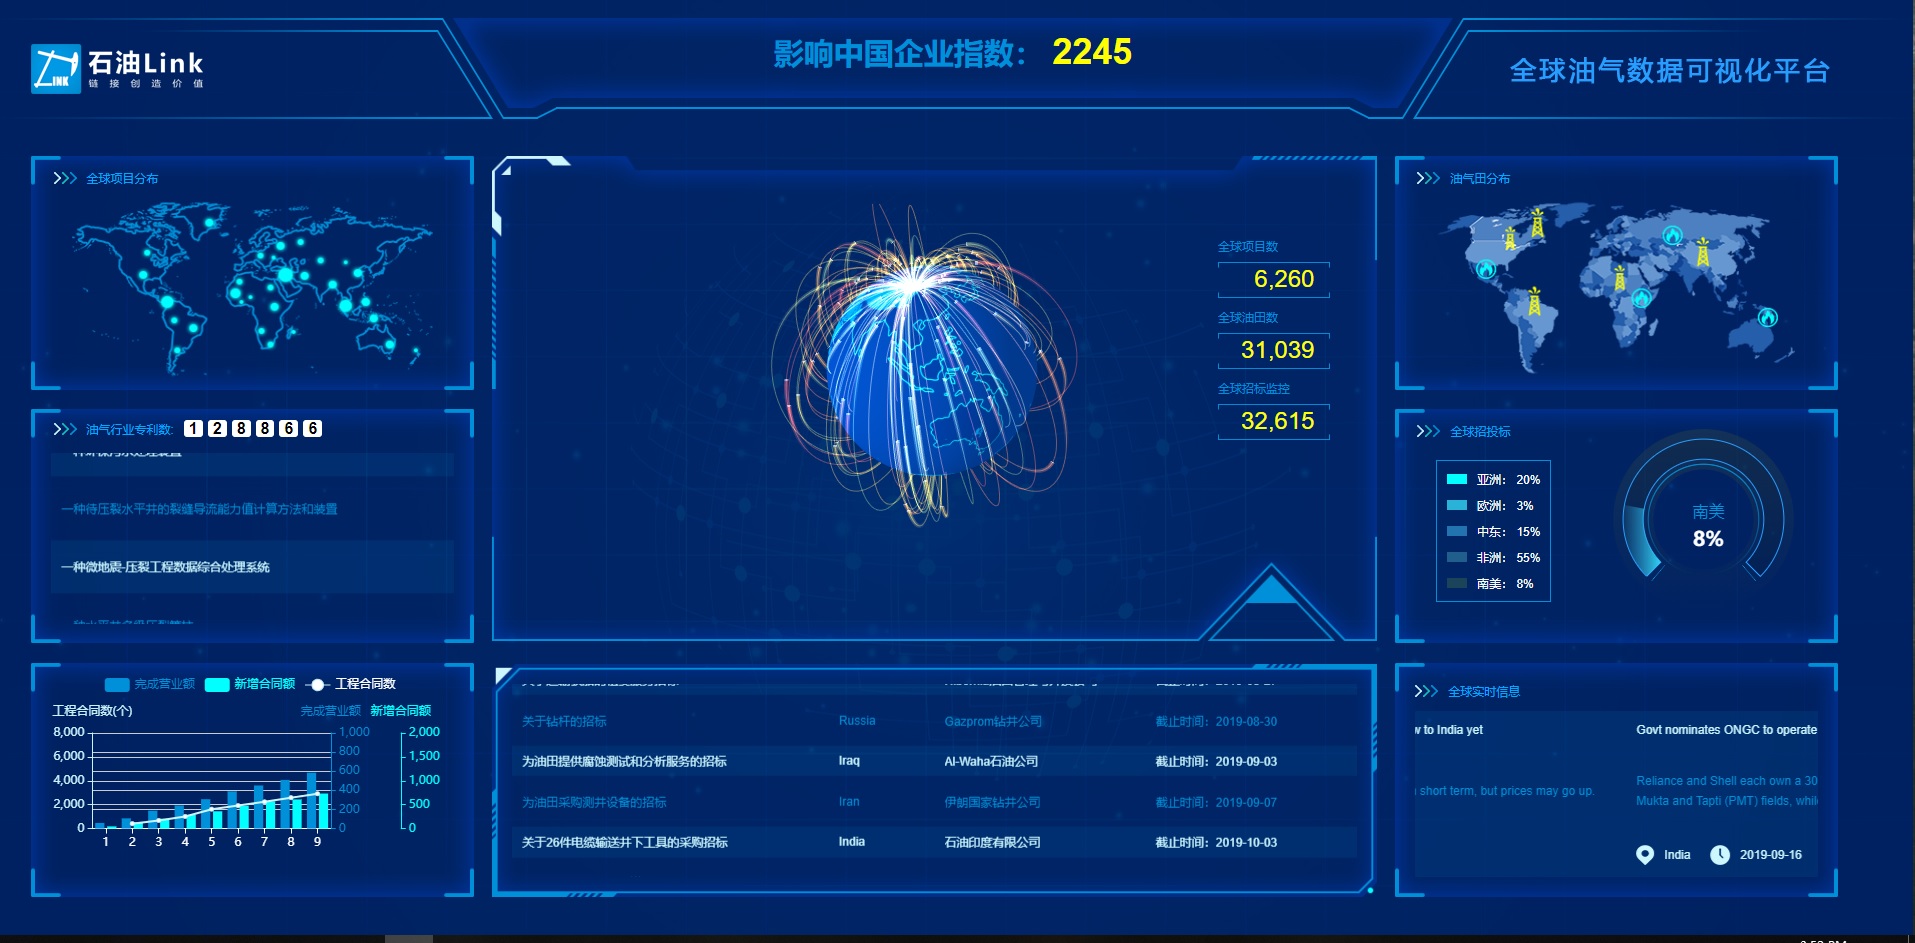 石油Link
链接创造价值
LINK
影响中国企业指数： 2245
全球油气数据可视化平台
全球项目分布
油气行业专利数: 1 2 8 8 6 6
一种待压裂水平井的裂缝导流能力值计算方法和装置
一种微地震-压裂工程数据综合处理系统
完成营业额 新增合同额 工程合同数
工程合同数(个) 完成营业额 新增合同额
8,000 1,000 2,000
6,000 800 1,500
4,000 600 1,000
2,000 400 500
0 200 0
0
1 2 3 4 5 6 7 8 9
全球项目数
6,260
全球油田数
31,039
全球招标监控
32,615
关于钻杆的招标 Russia Gazprom钻井公司 截止时间：2019-08-30
为油田提供腐蚀测试和分析服务的招标 Iraq Al-Waha石油公司 截止时间：2019-09-03
为油田采购测井设备的招标 Iran 伊朗国家钻井公司 截止时间：2019-09-07
关于26件电缆输送井下工具的采购招标 India 石油印度有限公司 截止时间：2019-10-03
油气田分布
全球招投标
亚洲： 20%
欧洲： 3%
中东： 15%
非洲： 55%
南美： 8%
南美
8%
全球实时信息
to India yet
short term, but prices may go up.
Govt nominates ONGC to operate
Reliance and Shell each own a 30
Mukta and Tapti (PMT) fields, whil
India 2019-09-16